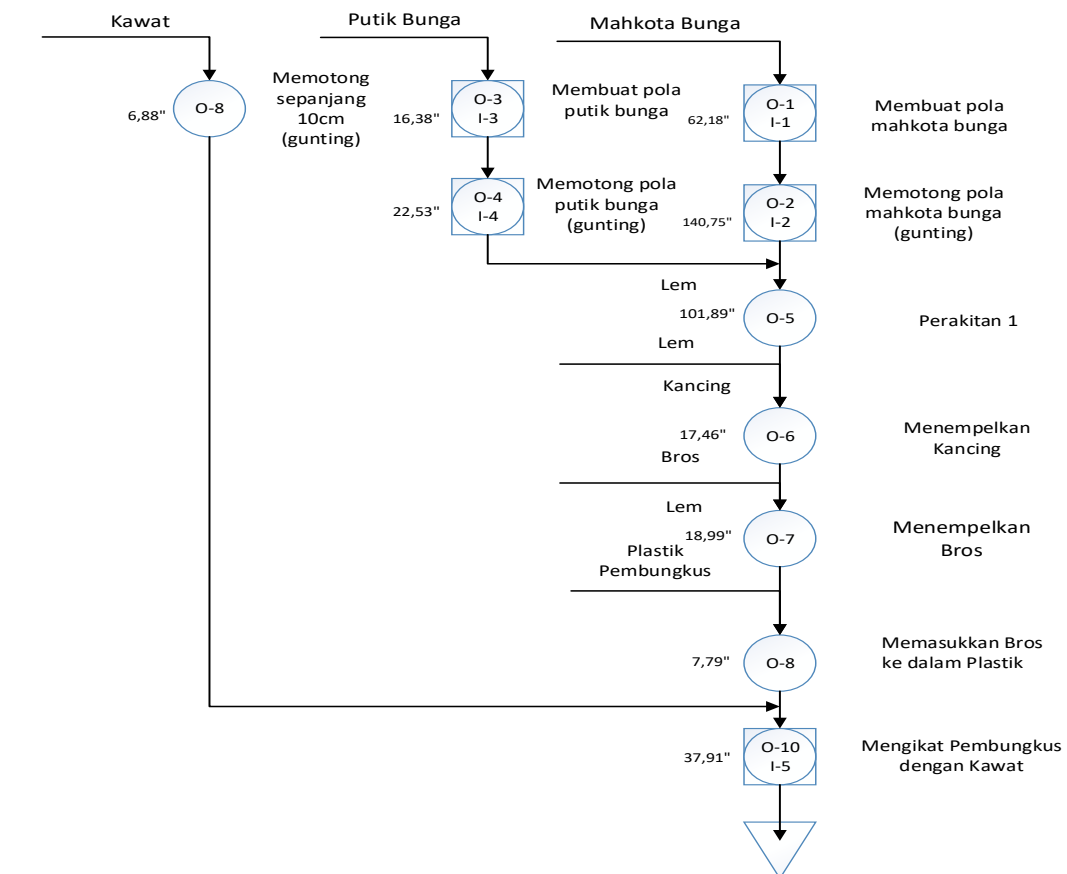 Kawat
6,88"
O-8
Memotong
sepanjang
10cm
(gunting)
Putik Bunga
16,38"
O-3
I-3
Membuat pola
putik bunga
22,53"
O-4
I-4
Memotong pola
putik bunga
(gunting)
Mahkota Bunga
62,18"
O-1
I-1
Membuat pola
mahkota bunga
140,75"
O-2
I-2
Memotong pola
mahkota bunga
(gunting)
Lem
101,89"
O-5
Perakitan 1
Lem
Kancing
17,46"
O-6
Menempelkan
Kancing
Bros
Lem
18,99"
O-7
Menempelkan
Bros
Plastik
Pembungkus
7,79"
O-8
Memasukkan Bros
ke dalam Plastik
37,91"
O-10
I-5
Mengikat Pembungkus
dengan Kawat